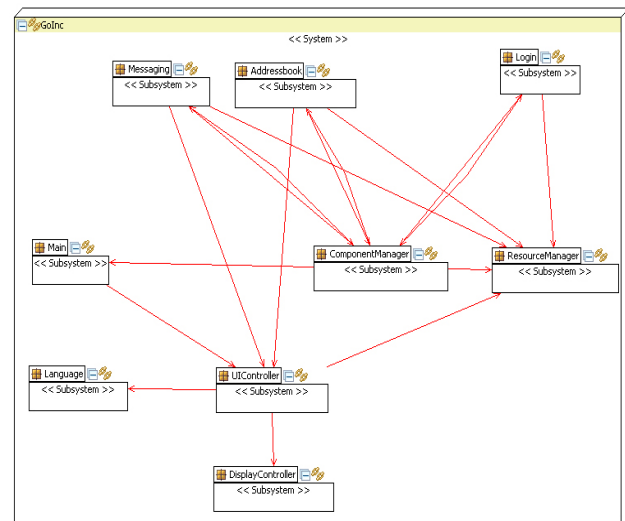 GoInc
<< System >>
Messaging
<< Subsystem >>
Addressbook
<< Subsystem >>
Login
<< Subsystem >>
Main
<< Subsystem >>
ComponentManager
<< Subsystem >>
ResourceManager
<< Subsystem >>
Language
<< Subsystem >>
UIController
<< Subsystem >>
DisplayController
<< Subsystem >>